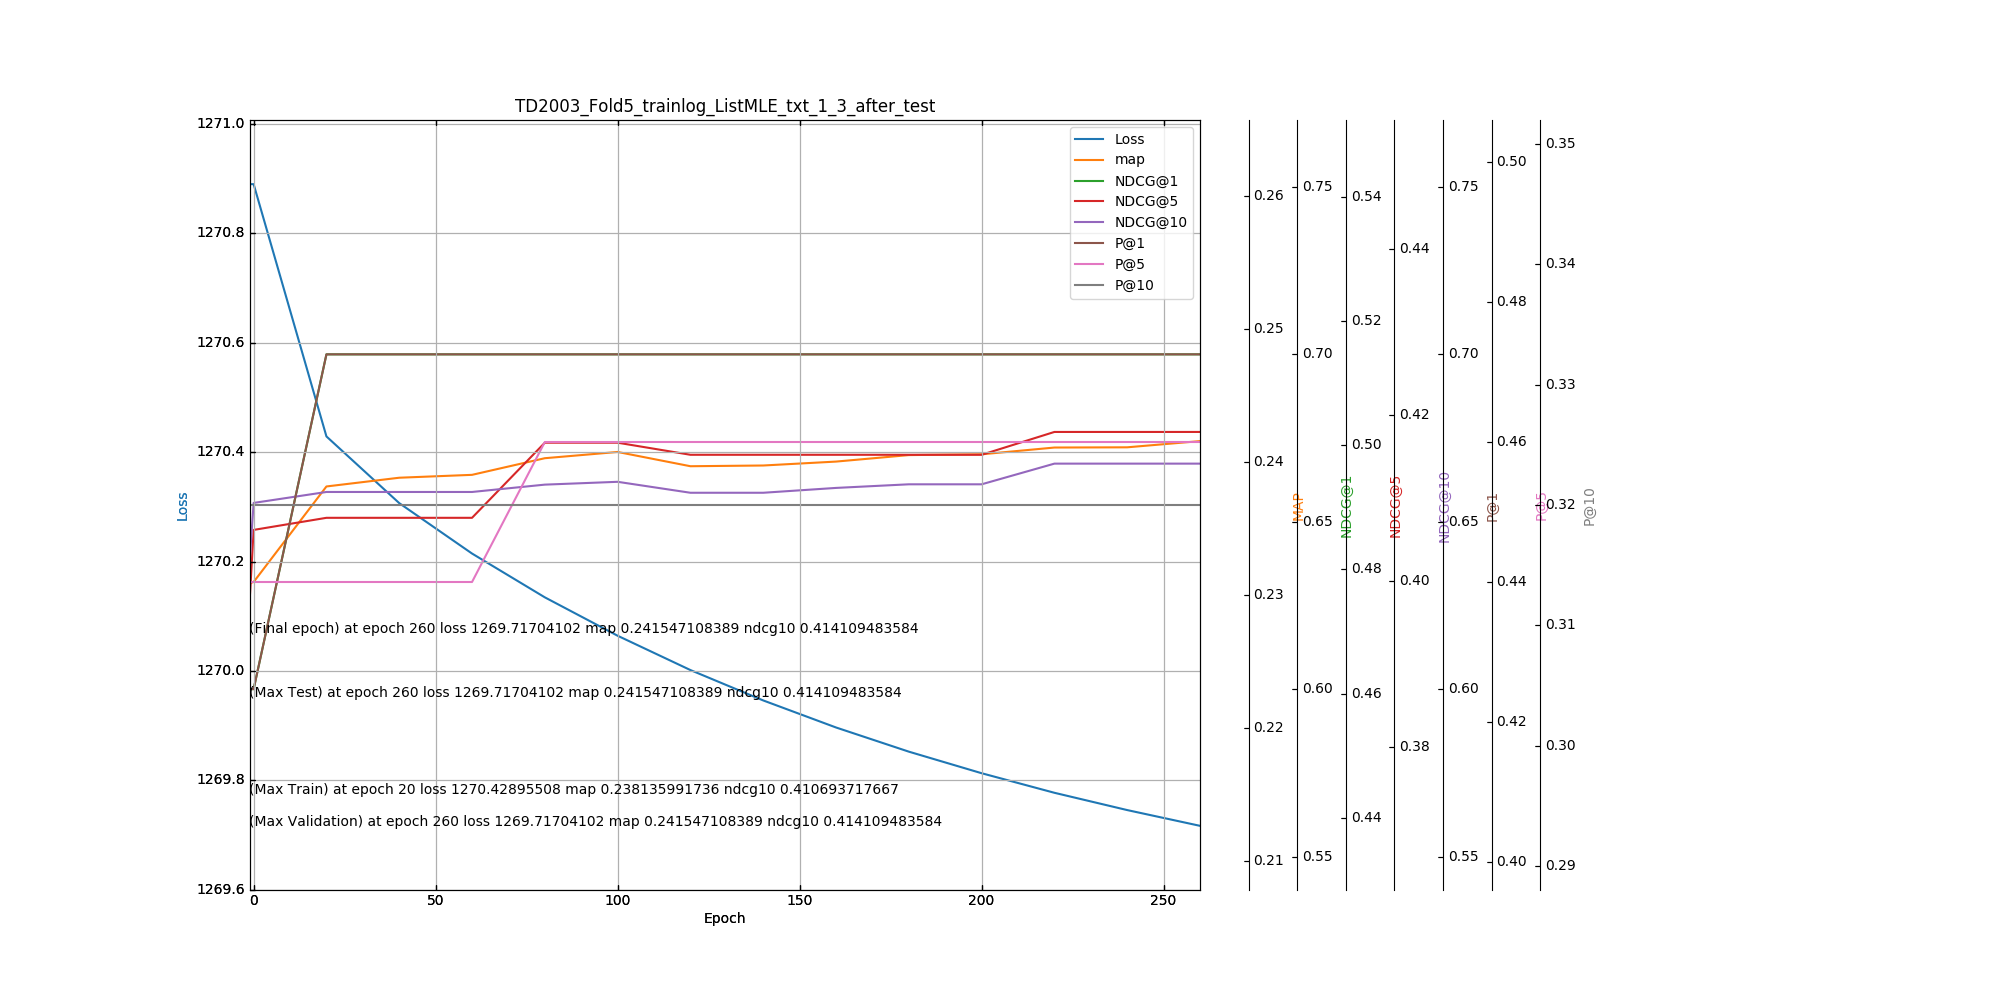 TD2003_Fold5_trainlog_ListMLE_txt_1_3_after_test
1271.0
1270.8
1270.6
1270.4
1270.2
1270.0
1269.8
1269.6
Loss
Loss
map
NDCG@1
NDCG@5
NDCG@10
P@1
P@5
P@10
(Final epoch) at epoch 260 loss 1269.71704102 map 0.241547108389 ndcg10 0.414109483584
(Max Test) at epoch 260 loss 1269.71704102 map 0.241547108389 ndcg10 0.414109483584
(Max Train) at epoch 20 loss 1270.42895508 map 0.238135991736 ndcg10 0.410693717667
(Max Validation) at epoch 260 loss 1269.71704102 map 0.241547108389 ndcg10 0.414109483584
0 50 100 150 200 250
Epoch
0.26
0.25
0.24
0.23
0.22
0.21
MAP
0.75
0.70
0.65
0.60
0.55
NDCG@1
0.54
0.52
0.50
0.48
0.46
0.44
NDCG@5
0.44
0.42
0.40
0.38
NDCG@10
0.75
0.70
0.65
0.60
0.55
P@1
0.50
0.48
0.46
0.44
0.42
0.40
P@5
0.35
0.34
0.33
0.32
0.31
0.30
0.29
P@10